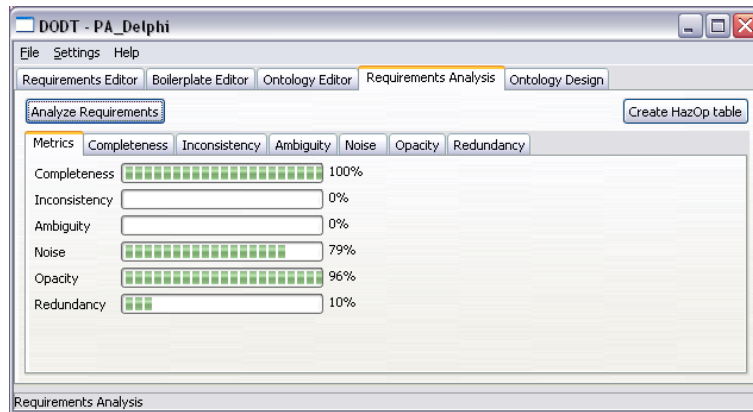 DODT - PA_Delphi
File Settings Help
Requirements Editor Boilerplate Editor Ontology Editor Requirements Analysis Ontology Design
Analyze Requirements Create HazOp table
Metrics Completeness Inconsistency Ambiguity Noise Opacity Redundancy
Completeness 100%
Inconsistency 0%
Ambiguity 0%
Noise 79%
Opacity 96%
Redundancy 10%
Requirements Analysis